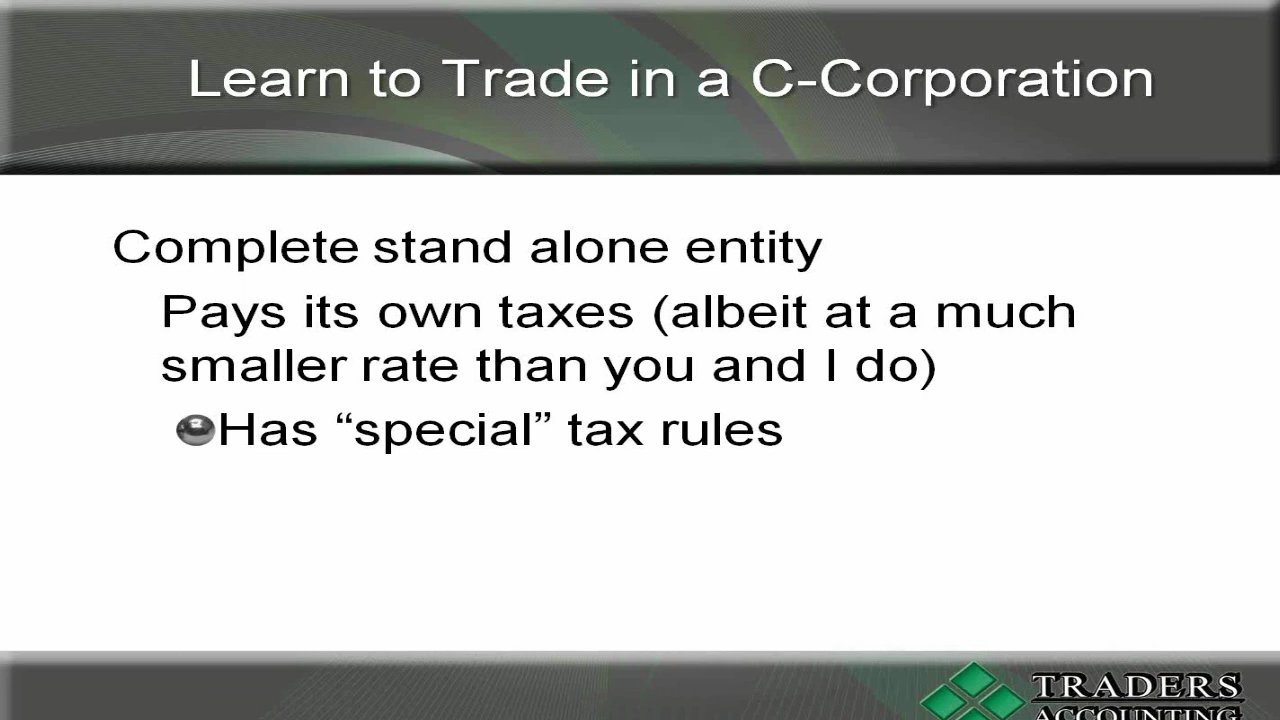 Learn to Trade in a C-Corporation
Complete stand alone entity
Pays its own taxes (albeit at a much
smaller rate than you and I do)
Has “special” tax rules
TRADERS
ACCOUNTING